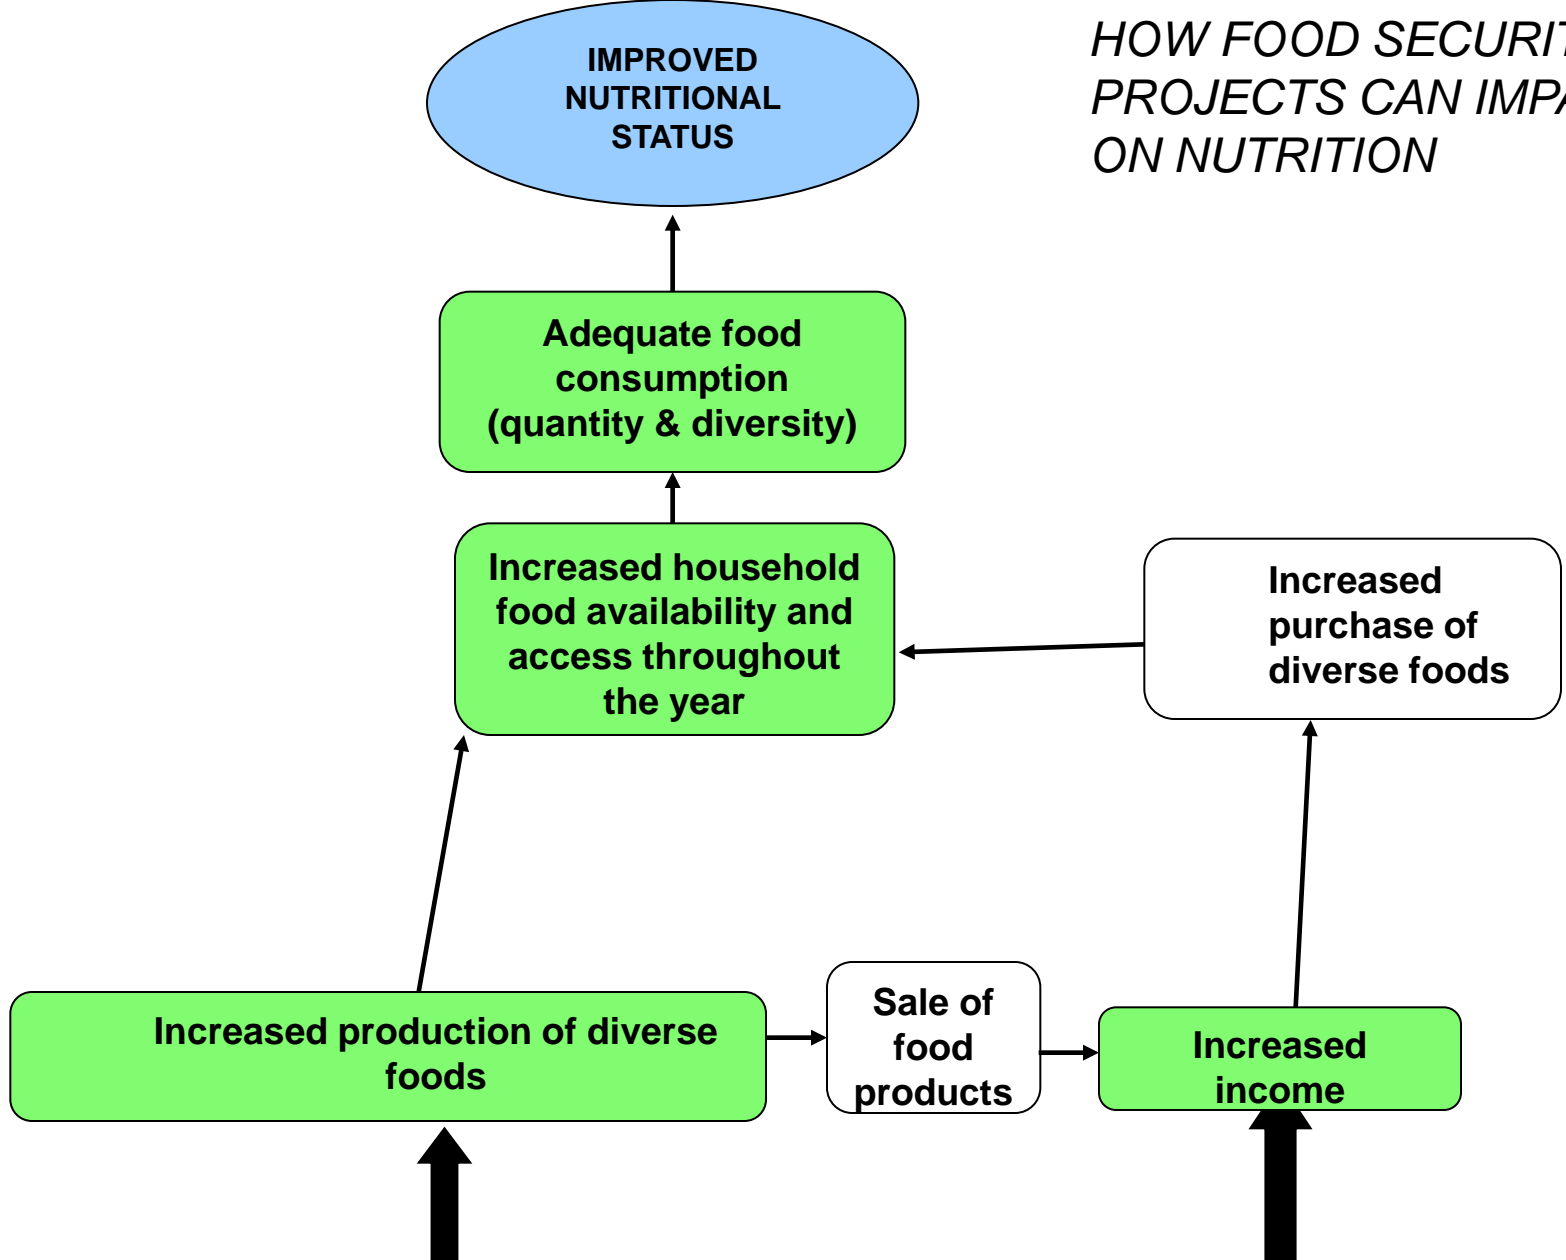 HOW FOOD SECURIT
PROJECTS CAN IMPA
ON NUTRITION
IMPROVED
NUTRITIONAL
STATUS
Adequate food
consumption
(quantity & diversity)
Increased household
food availability and
access throughout
the year
Increased
purchase of
diverse foods
Increased production of diverse
foods
Sale of
food
products
Increased
income